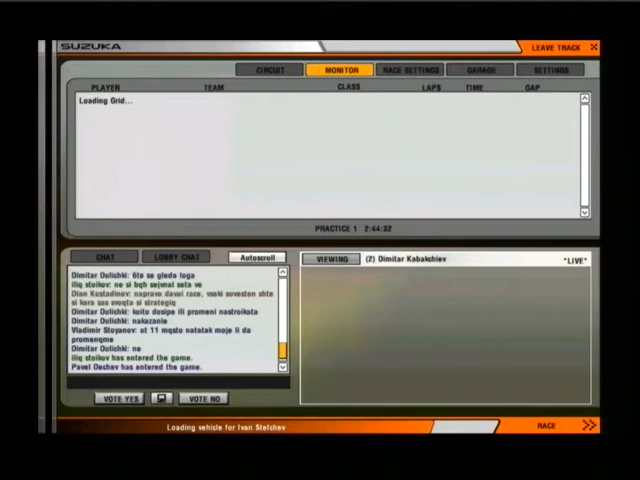 SUZUKA
LEAVE TRACK X
CIRCUIT MONITOR RACE SETTINGS GARAGE SETTINGS
PLAYER TEAM CLASS LAPS TIME GAP
Loading Grid...
PRACTICE 1 2:44:32
CHAT LOBBY CHAT Autoscroll
Dimitar Dulichki: 6te se gleda loga
iliq stoikov: ne si bqh sejvnal seta ve
Dian Kostadinov: napravo davai race, vseki suvesten shte
si kara sas svoqta si strategiq
Dimitar Dulichki: koito dosipe ili promeni nastroikata
Dimitar Dulichki: nakazanie
Vladimir Stoyanov: ot 11 mqsto natatak moje li da
promenqme
Dimitar Dulichki: ne
iliq stoikov has entered the game.
Pavel Dechev has entered the game.
VOTE YES VOTE NO
VIEWING (2) Dimitar Kabakchiev *LIVE*
Loading vehicle for Ivan Stefchev
RACE